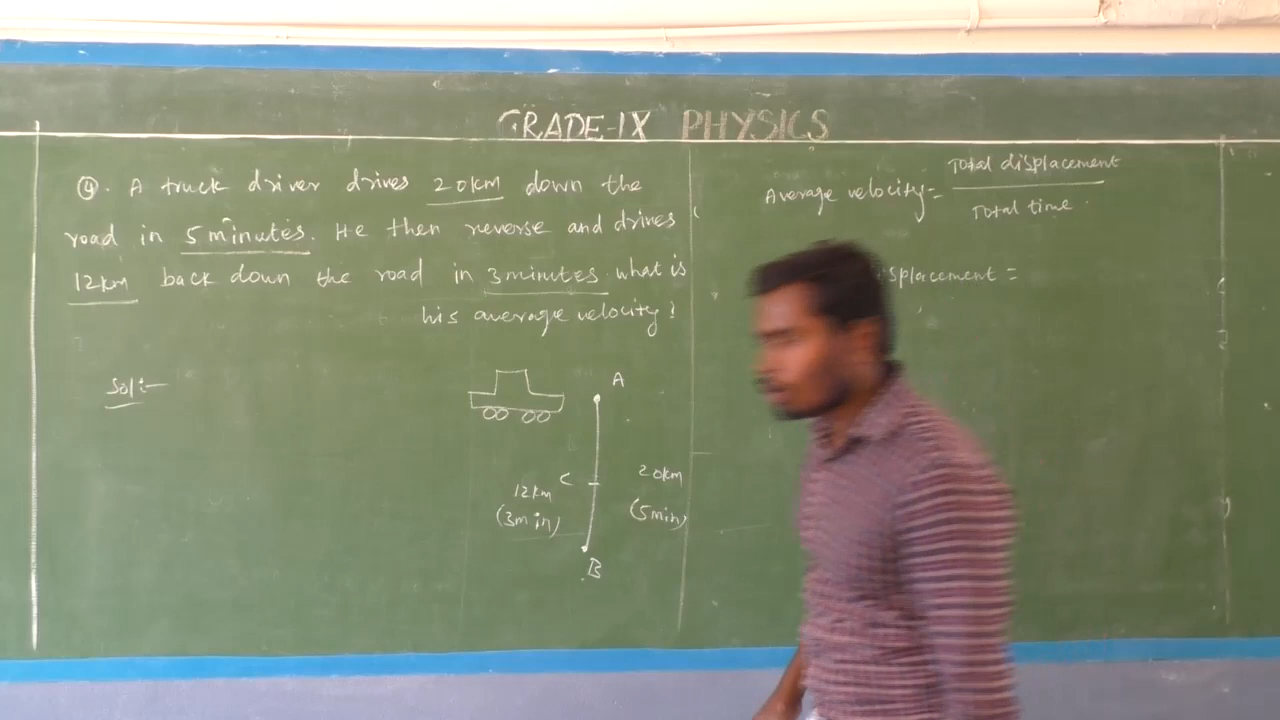 GRADE-IX PHYSICS
④. A truck driver drives 20km down the
road in 5 minutes. He then reverse and drives
12km back down the road in 3 minutes. what is
his average velocity?
Sol:-
A
C
12km
(3min)
20km
(5min)
B
Average velocity = Total displacement
Total time.
splacement =